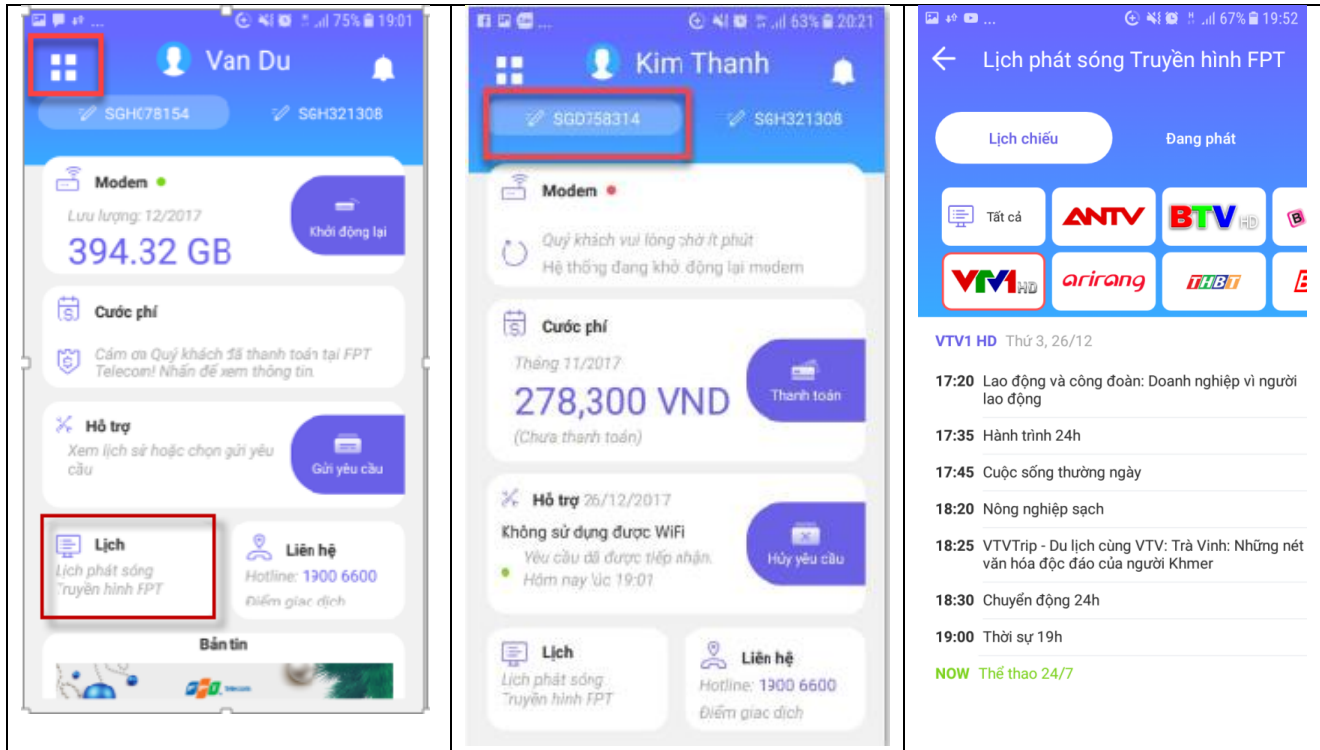 ... 75% 19:01
Van Du
SGH078154 SGH321308
Modem
Lưu lượng: 12/2017
394.32 GB
Khởi động lại
Cước phí
Cám ơn Quý khách đã thanh toán tại FPT
Telecom! Nhấn để xem thông tin.
Hỗ trợ
Xem lịch sử hoặc chọn gửi yêu
cầu
Gửi yêu cầu
Lịch
Lịch phát sóng
Truyền hình FPT
Liên hệ
Hotline: 1900 6600
Điểm giao dịch
Bản tin
... 63% 20:21
Kim Thanh
SGD758314 SGH321308
Modem
Quý khách vui lòng chờ ít phút
Hệ thống đang khởi động lại modem
Cước phí
Tháng 11/2017
278,300 VND
(Chưa thanh toán)
Thanh toán
Hỗ trợ 26/12/2017
Không sử dụng được WiFi
Yêu cầu đã được tiếp nhận.
Hôm nay lúc 19:01
Hủy yêu cầu
Lịch
Lịch phát sóng
Truyền hình FPT
Liên hệ
Hotline: 1900 6600
Điểm giao dịch
... 67% 19:52
Lịch phát sóng Truyền hình FPT
Lịch chiếu Đang phát
Tất cả ANTV BTV HD B
VTV1 HD arirang THBT
VTV1 HD Thứ 3, 26/12
17:20 Lao động và công đoàn: Doanh nghiệp vì người
lao động
17:35 Hành trình 24h
17:45 Cuộc sống thường ngày
18:20 Nông nghiệp sạch
18:25 VTVTrip - Du lịch cùng VTV: Trà Vinh: Những nét
văn hóa độc đáo của người Khmer
18:30 Chuyển động 24h
19:00 Thời sự 19h
NOW Thể thao 24/7